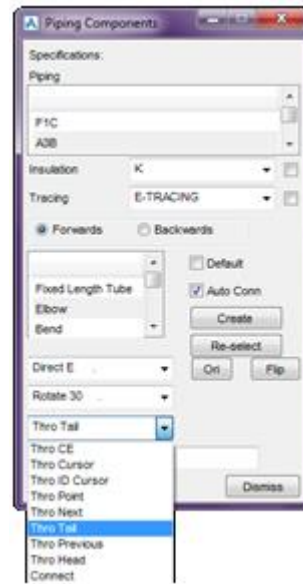 Piping Components
Specifications:
Piping
F1C
A3B
Insulation K
Tracing E-TRACING
Forwards Backwards
Fixed Length Tube
Elbow
Bend
Default
Auto Conn
Create
Re-select
Direct E
Ori Flip
Rotate 30
Thro Tail
Thro CE
Thro Cursor
Thro ID Cursor
Thro Point
Thro Next
Thro Tail
Thro Previous
Thro Head
Connect
Dismiss